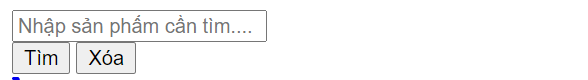 Nhập sản phẩm cần tìm....
Tìm Xóa